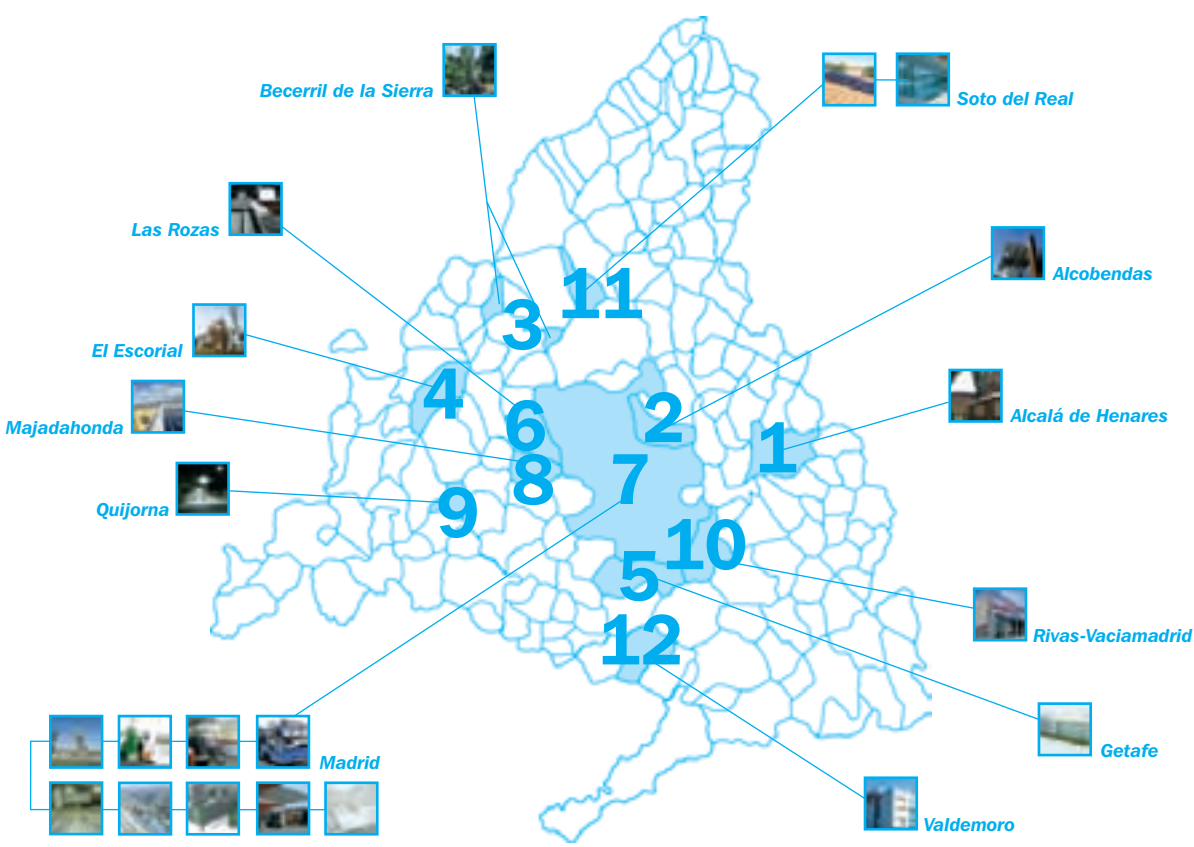 Becerril de la Sierra
Soto del Real
Las Rozas
Alcobendas
11
3
El Escorial
4
Majadahonda
6
2
Alcalá de Henares
1
8
7
Quijorna
9
10
5
12
Rivas-Vaciamadrid
Getafe
Madrid
Valdemoro